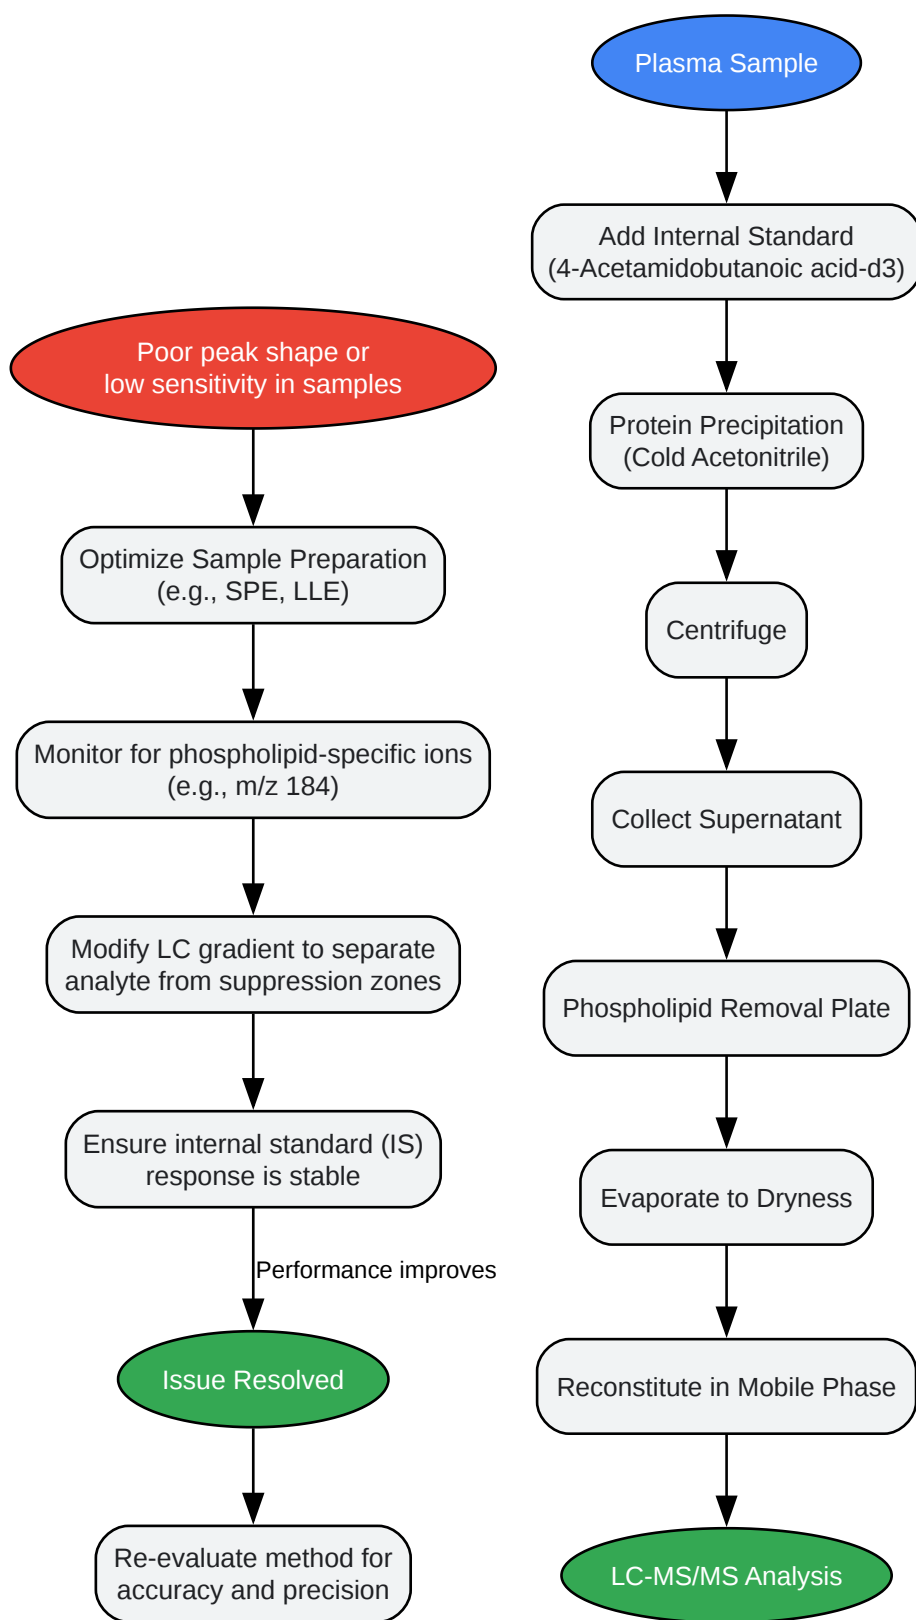 Poor peak shape or
low sensitivity in samples
Optimize Sample Preparation
(e.g., SPE, LLE)
Monitor for phospholipid-specific ions
(e.g., m/z 184)
Modify LC gradient to separate
analyte from suppression zones
Ensure internal standard (IS)
response is stable
Performance improves
Issue Resolved
Re-evaluate method for
accuracy and precision
Plasma Sample
Add Internal Standard
(4-Acetamidobutanoic acid-d3)
Protein Precipitation
(Cold Acetonitrile)
Centrifuge
Collect Supernatant
Phospholipid Removal Plate
Evaporate to Dryness
Reconstitute in Mobile Phase
LC-MS/MS Analysis